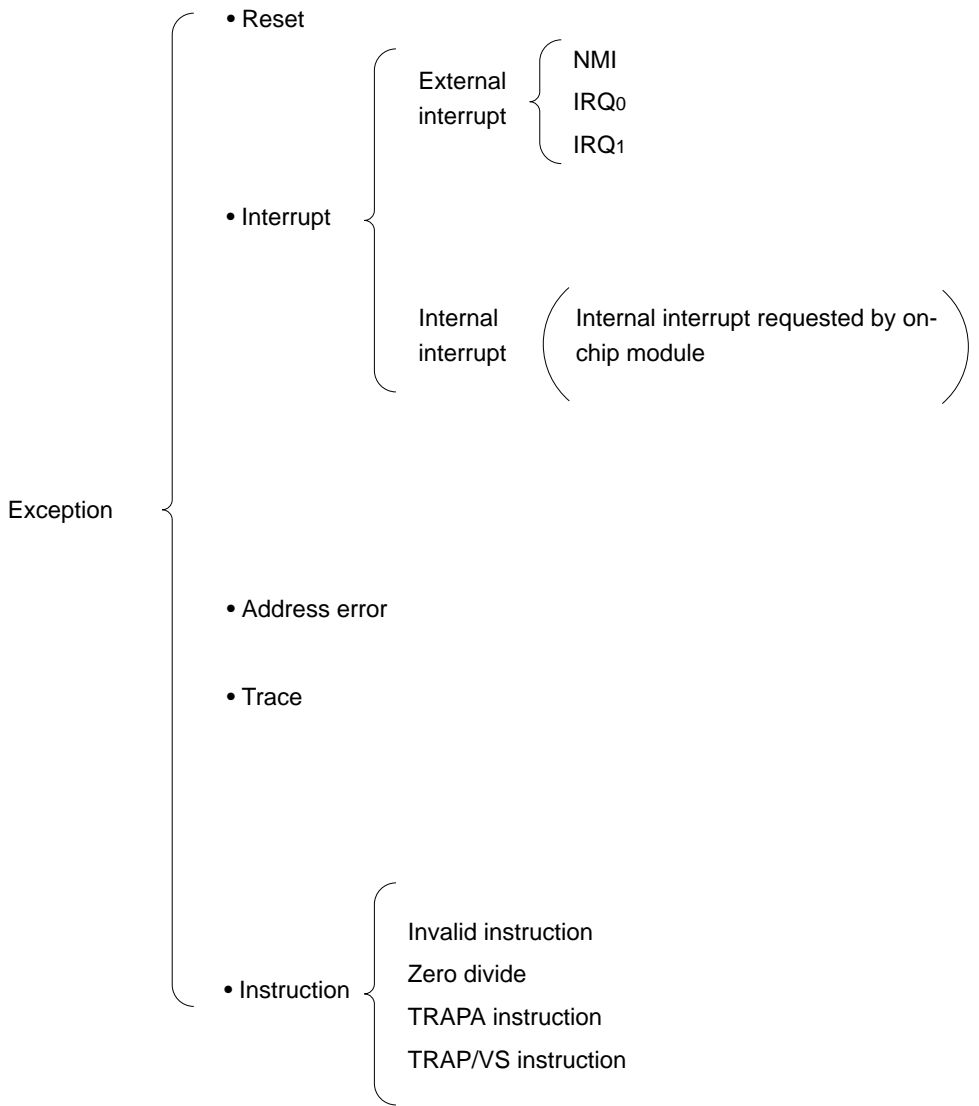 • Reset
External
interrupt
NMI
IRQ0
IRQ1
• Interrupt
Internal
interrupt
Internal interrupt requested by on-
chip module
Exception
• Address error
• Trace
• Instruction
Invalid instruction
Zero divide
TRAPA instruction
TRAP/VS instruction